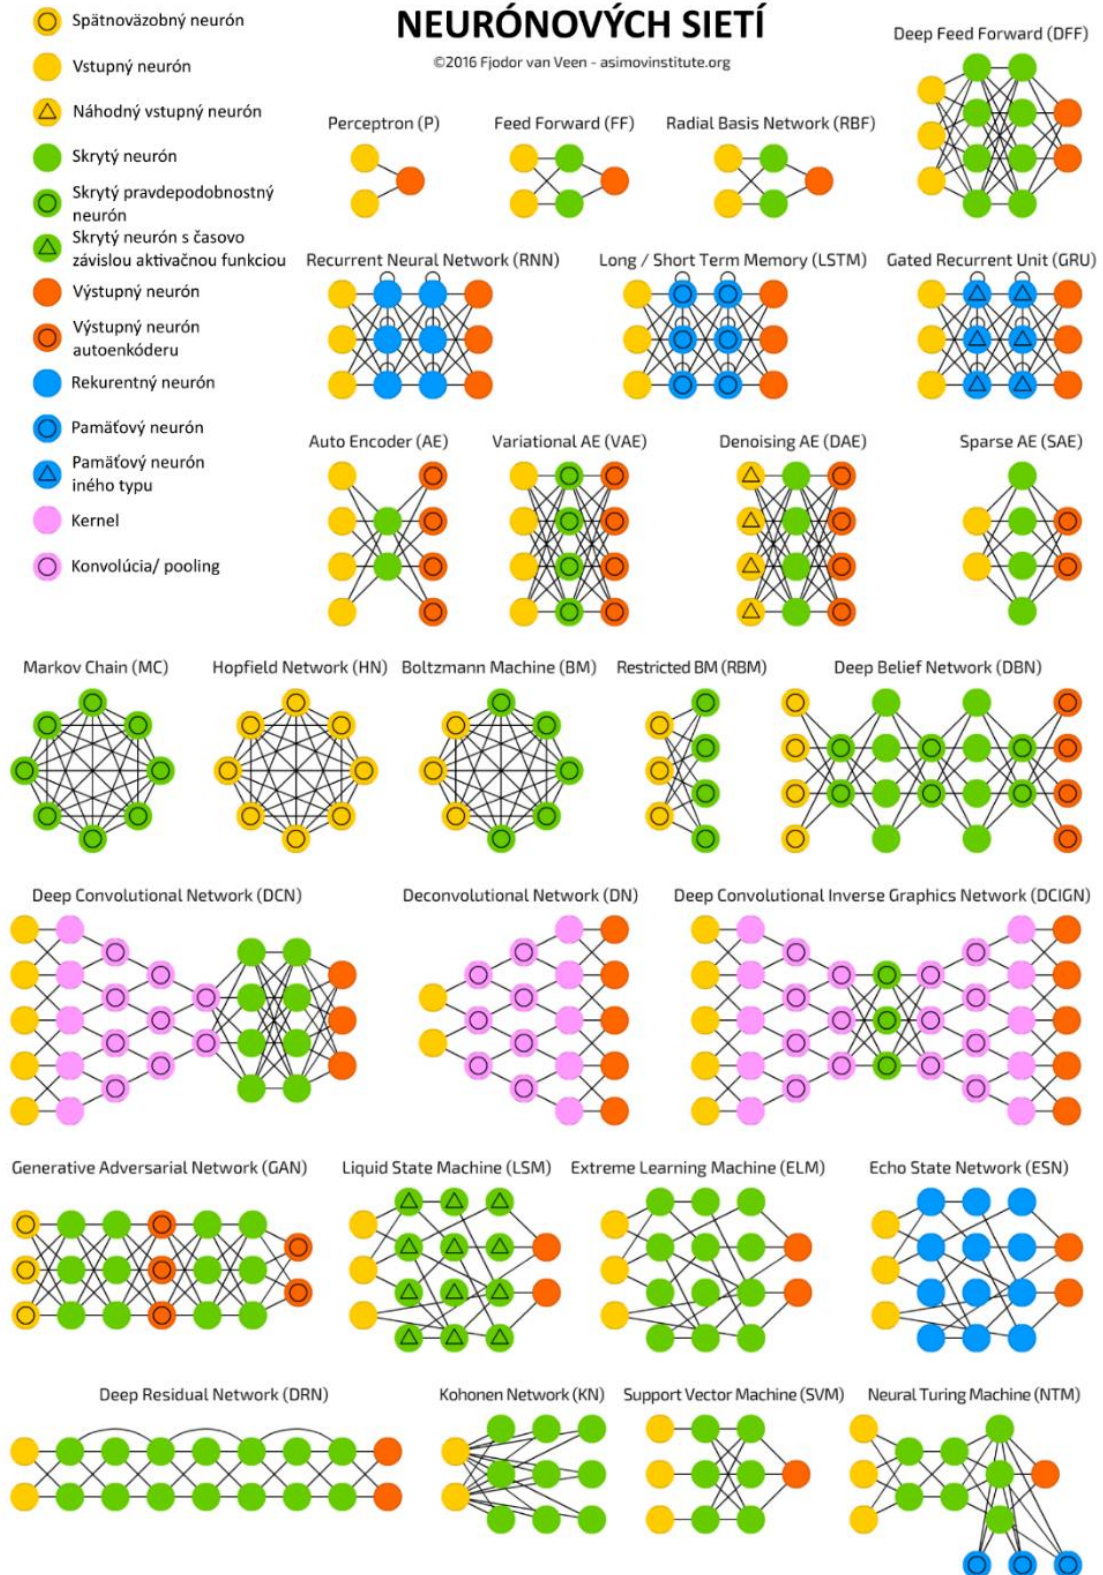 NEURÓNOVÝCH SIETÍ
©2016 Fjodor van Veen - asimovinstitute.org
Spätnoväzobný neurón
Vstupný neurón
Náhodný vstupný neurón
Skrytý neurón
Skrytý pravdepodobnostný
neurón
Skrytý neurón s časovo
závislou aktivačnou funkciou
Výstupný neurón
Výstupný neurón
autoenkóderu
Rekurentný neurón
Pamäťový neurón
Pamäťový neurón
iného typu
Kernel
Konvolúcia/ pooling
Deep Feed Forward (DFF)
Perceptron (P)
Feed Forward (FF)
Radial Basis Network (RBF)
Recurrent Neural Network (RNN)
Long / Short Term Memory (LSTM)
Gated Recurrent Unit (GRU)
Auto Encoder (AE)
Variational AE (VAE)
Denoising AE (DAE)
Sparse AE (SAE)
Markov Chain (MC)
Hopfield Network (HN)
Boltzmann Machine (BM)
Restricted BM (RBM)
Deep Belief Network (DBN)
Deep Convolutional Network (DCN)
Deconvolutional Network (DN)
Deep Convolutional Inverse Graphics Network (DCIGN)
Generative Adversarial Network (GAN)
Liquid State Machine (LSM)
Extreme Learning Machine (ELM)
Echo State Network (ESN)
Deep Residual Network (DRN)
Kohonen Network (KN)
Support Vector Machine (SVM)
Neural Turing Machine (NTM)